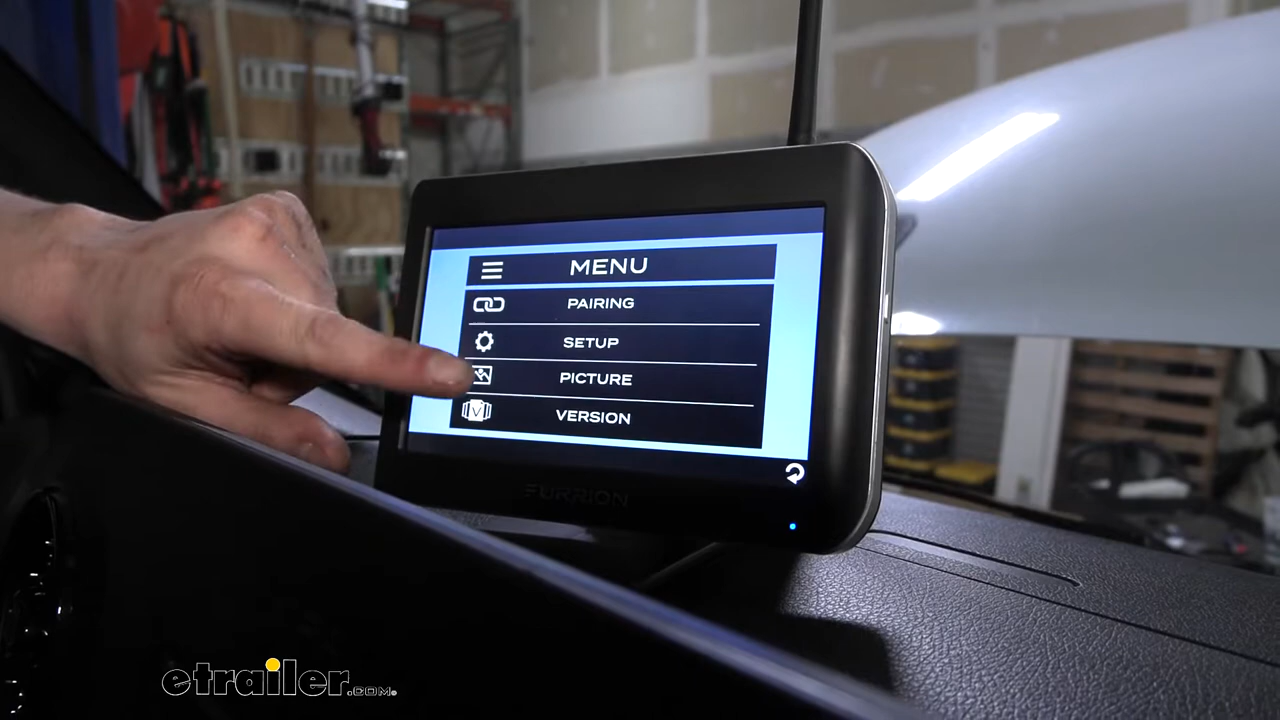 MENU
PAIRING
SETUP
PICTURE
VERSION
FURRION
etrailer.COM